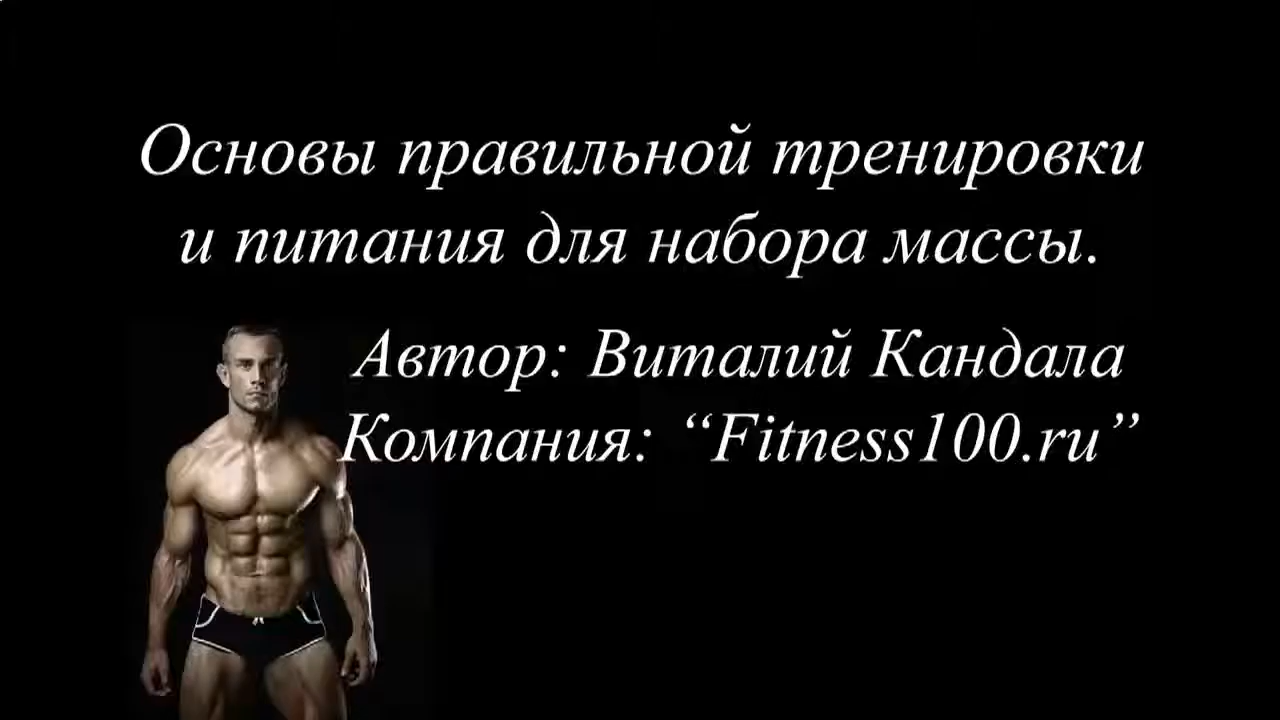 Основы правильной тренировки
и питания для набора массы.
Автор: Виталий Кандала
Компания: “Fitness100.ru”